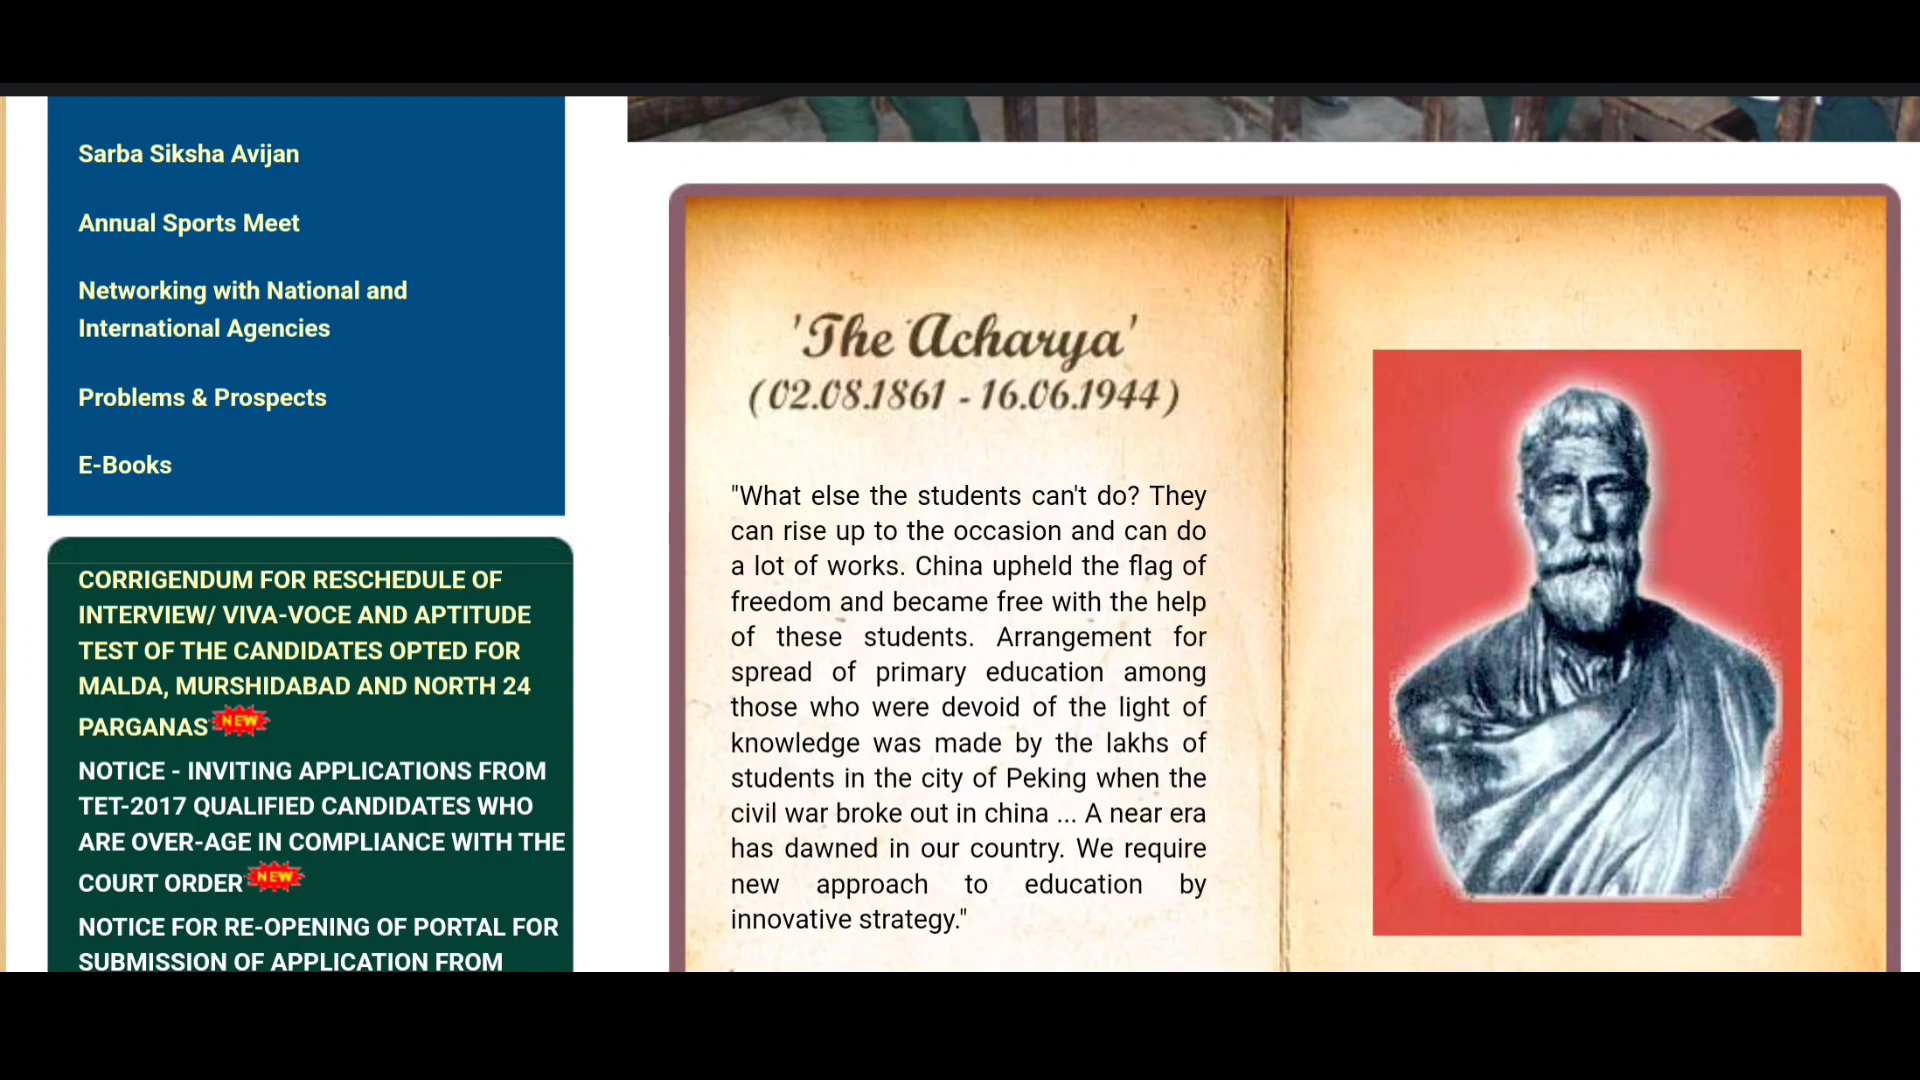 Sarba Siksha Avijan
Annual Sports Meet
Networking with National and
International Agencies
Problems & Prospects
E-Books
CORRIGENDUM FOR RESCHEDULE OF
INTERVIEW/ VIVA-VOCE AND APTITUDE
TEST OF THE CANDIDATES OPTED FOR
MALDA, MURSHIDABAD AND NORTH 24
PARGANAS NEW
NOTICE - INVITING APPLICATIONS FROM
TET-2017 QUALIFIED CANDIDATES WHO
ARE OVER-AGE IN COMPLIANCE WITH THE
COURT ORDER NEW
NOTICE FOR RE-OPENING OF PORTAL FOR
SUBMISSION OF APPLICATION FROM
'The Acharya'
(02.08.1861 - 16.06.1944)
"What else the students can't do? They
can rise up to the occasion and can do
a lot of works. China upheld the flag of
freedom and became free with the help
of these students. Arrangement for
spread of primary education among
those who were devoid of the light of
knowledge was made by the lakhs of
students in the city of Peking when the
civil war broke out in china ... A near era
has dawned in our country. We require
new approach to education by
innovative strategy."